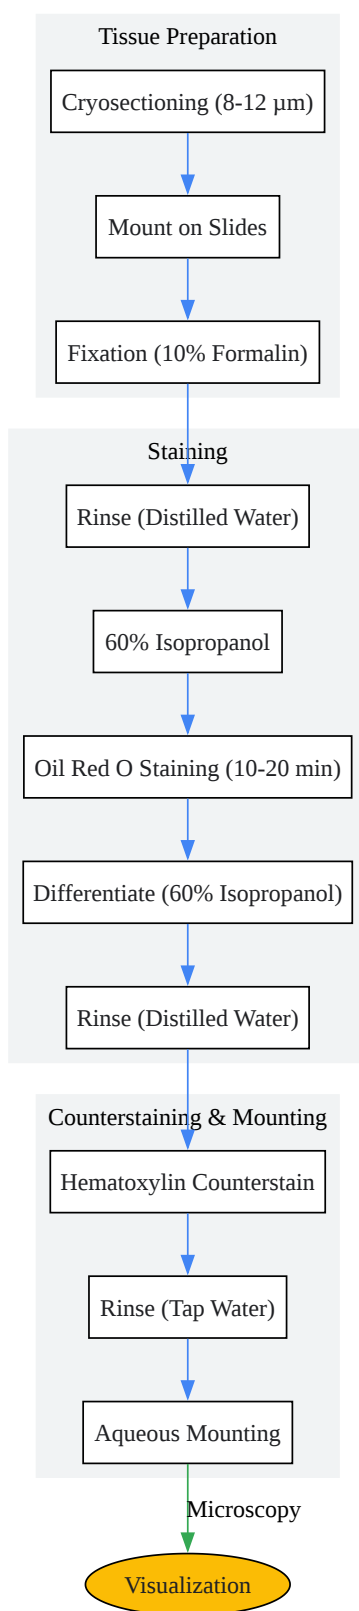 Tissue Preparation
Cryosectioning (8-12 µm)
Mount on Slides
Fixation (10% Formalin)
Staining
Rinse (Distilled Water)
60% Isopropanol
Oil Red O Staining (10-20 min)
Differentiate (60% Isopropanol)
Rinse (Distilled Water)
Counterstaining & Mounting
Hematoxylin Counterstain
Rinse (Tap Water)
Aqueous Mounting
Microscopy
Visualization